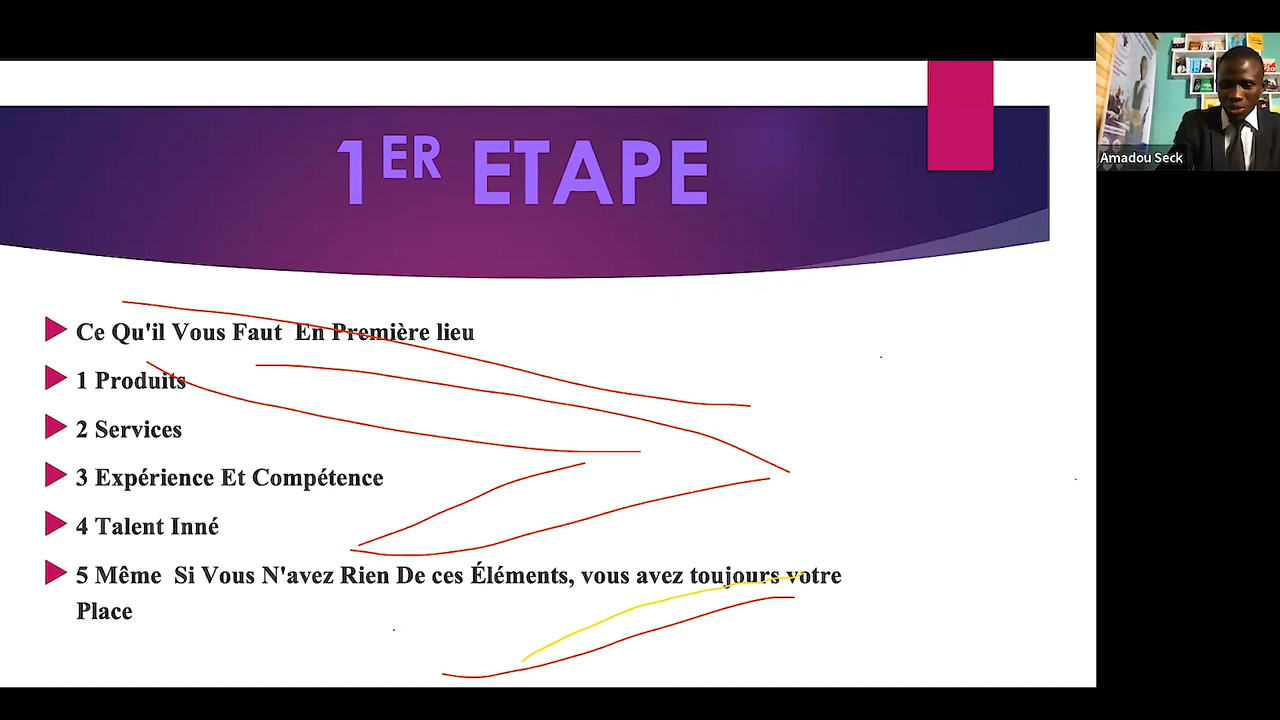 1ER ETAPE
Ce Qu'il Vous Faut En Première lieu
1 Produits
2 Services
3 Expérience Et Compétence
4 Talent Inné
5 Même Si Vous N'avez Rien De ces Éléments, vous avez toujours votre
Place
Amadou Seck